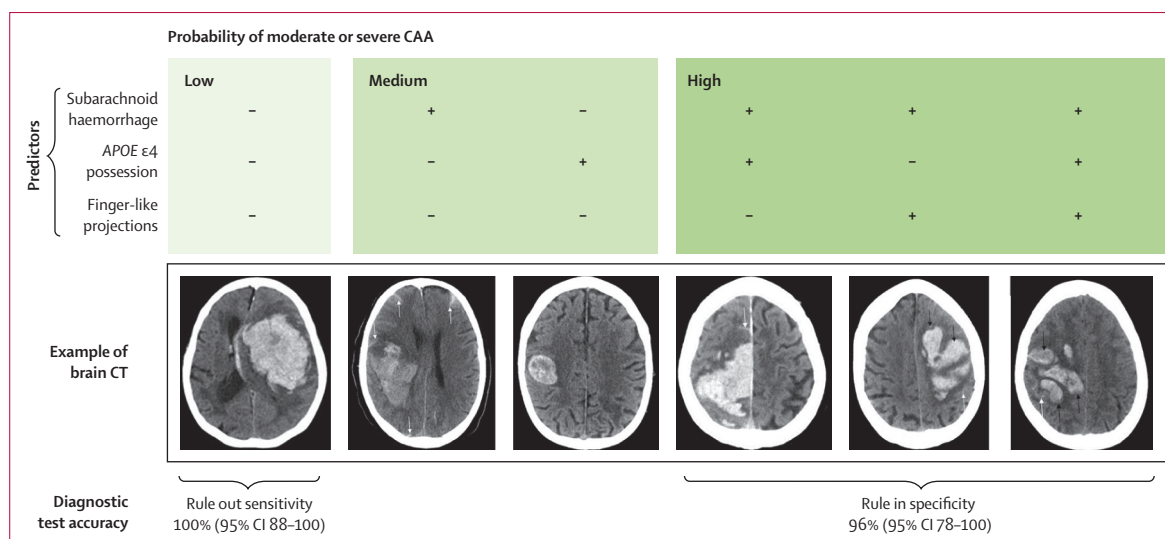 Probability of moderate or severe CAA
Low
Medium
High
Predictors
Subarachnoid
haemorrhage
– + – + + +
APOE ε4
possession
– – + + – +
Finger-like
projections
– – – – + +
Example of
brain CT
Diagnostic
test accuracy
Rule out sensitivity
100% (95% CI 88–100)
Rule in specificity
96% (95% CI 78–100)